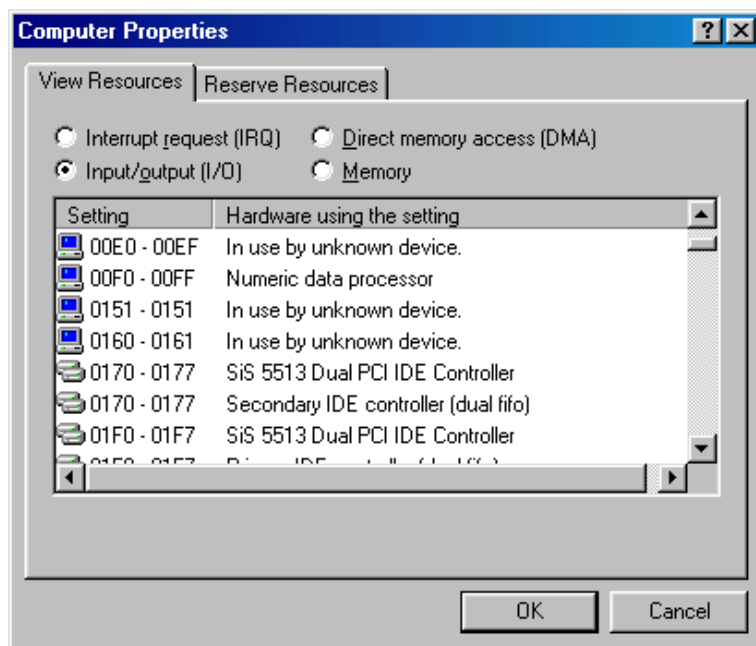 Computer Properties
View Resources Reserve Resources
Interrupt request (IRQ) Direct memory access (DMA)
Input/output (I/O) Memory
Setting Hardware using the setting
00E0 - 00EF In use by unknown device.
00F0 - 00FF Numeric data processor
0151 - 0151 In use by unknown device.
0160 - 0161 In use by unknown device.
0170 - 0177 SiS 5513 Dual PCI IDE Controller
0170 - 0177 Secondary IDE controller (dual fifo)
01F0 - 01F7 SiS 5513 Dual PCI IDE Controller
OK Cancel